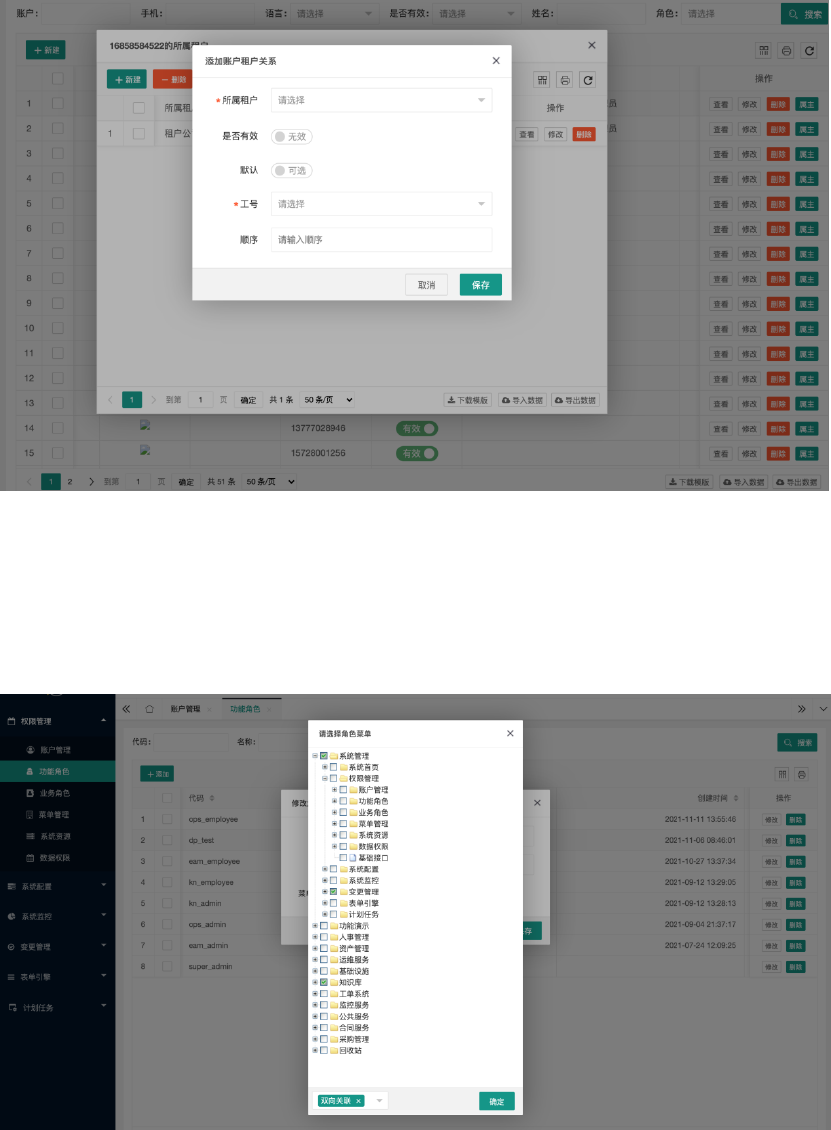 账户: 手机: 语言: 请选择 是否有效: 请选择 姓名: 角色: 请选择 搜索
+ 新建
16858584522的所属租户
+ 新建 − 删除
所属租 操作
1 租户公 查看 修改 删除
添加账户租户关系
*所属租户 请选择
是否有效 无效
默认 可选
*工号 请选择
顺序 请输入顺序
取消 保存
1 到第 1 页 确定 共 1 条 50 条/页 下载模版 导入数据 导出数据
操作
1 员 查看 修改 删除 属主
2 员 查看 修改 删除 属主
3 查看 修改 删除 属主
4 查看 修改 删除 属主
5 查看 修改 删除 属主
6 查看 修改 删除 属主
7 查看 修改 删除 属主
8 查看 修改 删除 属主
9 查看 修改 删除 属主
10 查看 修改 删除 属主
11 查看 修改 删除 属主
12 查看 修改 删除 属主
13 查看 修改 删除 属主
14 13777028946 有效 查看 修改 删除 属主
15 15728001256 有效 查看 修改 删除 属主
1 2 到第 1 页 确定 共 51 条 50 条/页 下载模版 导入数据 导出数据
权限管理
账户管理
功能角色
业务角色
菜单管理
系统资源
数据权限
系统配置
系统监控
变更管理
表单引擎
计划任务
账户管理 功能角色
代码: 名称: 搜索
+ 添加
代码 创建时间 操作
1 ops_employee 2021-11-11 13:55:46 修改 删除
2 dp_test 2021-11-06 08:46:01 修改 删除
3 eam_employee 2021-10-27 13:37:34 修改 删除
4 kn_employee 2021-09-12 13:29:05 修改 删除
5 kn_admin 2021-09-12 13:28:13 修改 删除
6 ops_admin 2021-09-04 21:37:17 修改 删除
7 eam_admin 2021-07-24 12:09:25 修改 删除
8 super_admin 修改 删除
修改
菜单
存
请选择角色菜单
系统管理
系统首页
权限管理
账户管理
功能角色
业务角色
菜单管理
系统资源
数据权限
基础接口
系统配置
系统监控
变更管理
表单引擎
计划任务
功能演示
人事管理
资产管理
运维服务
基础设施
知识库
工单系统
监控服务
公共服务
合同服务
采购管理
回收站
双向关联 × 确定